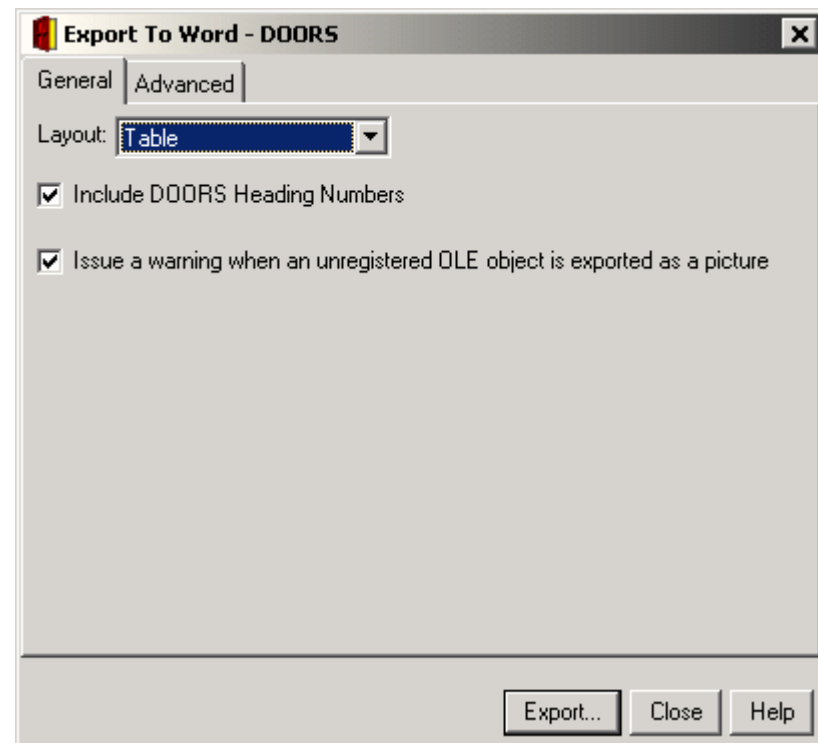 Export To Word - DOORS
General Advanced
Layout: Table
Include DOORS Heading Numbers
Issue a warning when an unregistered OLE object is exported as a picture
Export... Close Help